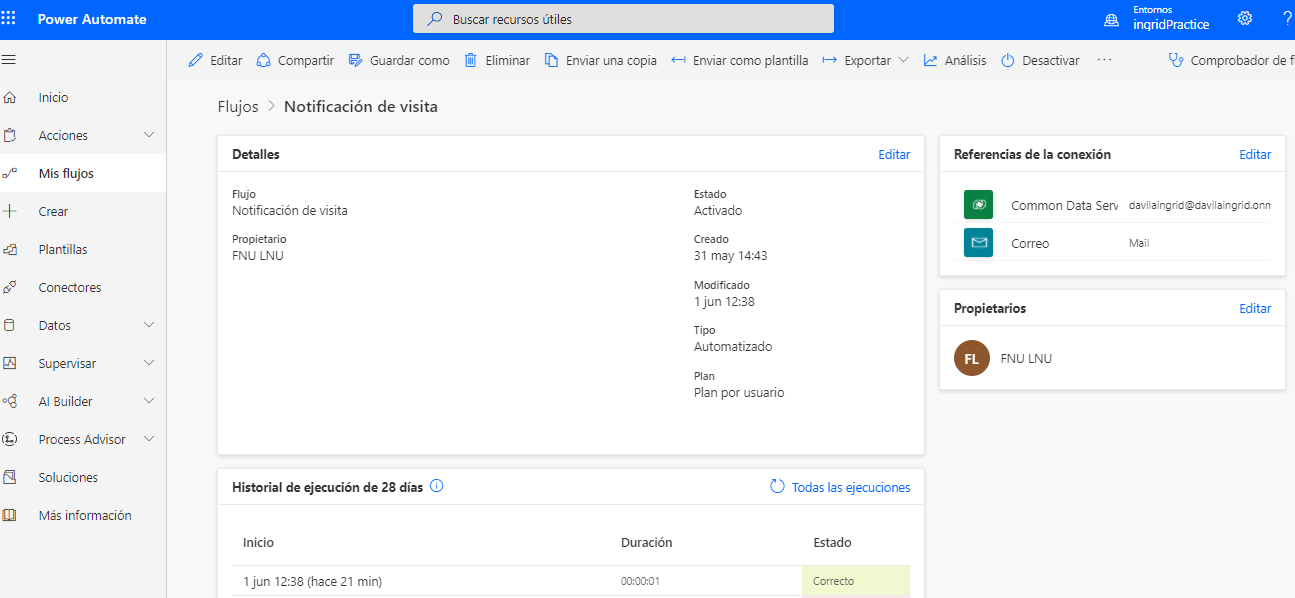 Power Automate
Buscar recursos útiles
Entornos
ingridPractice
?
Editar
Compartir
Guardar como
Eliminar
Enviar una copia
Enviar como plantilla
Exportar
Análisis
Desactivar
...
Comprobador de f
Inicio
Acciones
Mis flujos
Crear
Plantillas
Conectores
Datos
Supervisar
AI Builder
Process Advisor
Soluciones
Más información
Flujos > Notificación de visita
Detalles
Editar
Flujo
Notificación de visita
Propietario
FNU LNU
Estado
Activado
Creado
31 may 14:43
Modificado
1 jun 12:38
Tipo
Automatizado
Plan
Plan por usuario
Referencias de la conexión
Editar
Common Data Serv davilaingrid@davilaingrid.onm
Correo Mail
Propietarios
Editar
FL FNU LNU
Historial de ejecución de 28 días
Todas las ejecuciones
Inicio Duración Estado
1 jun 12:38 (hace 21 min) 00:00:01 Correcto